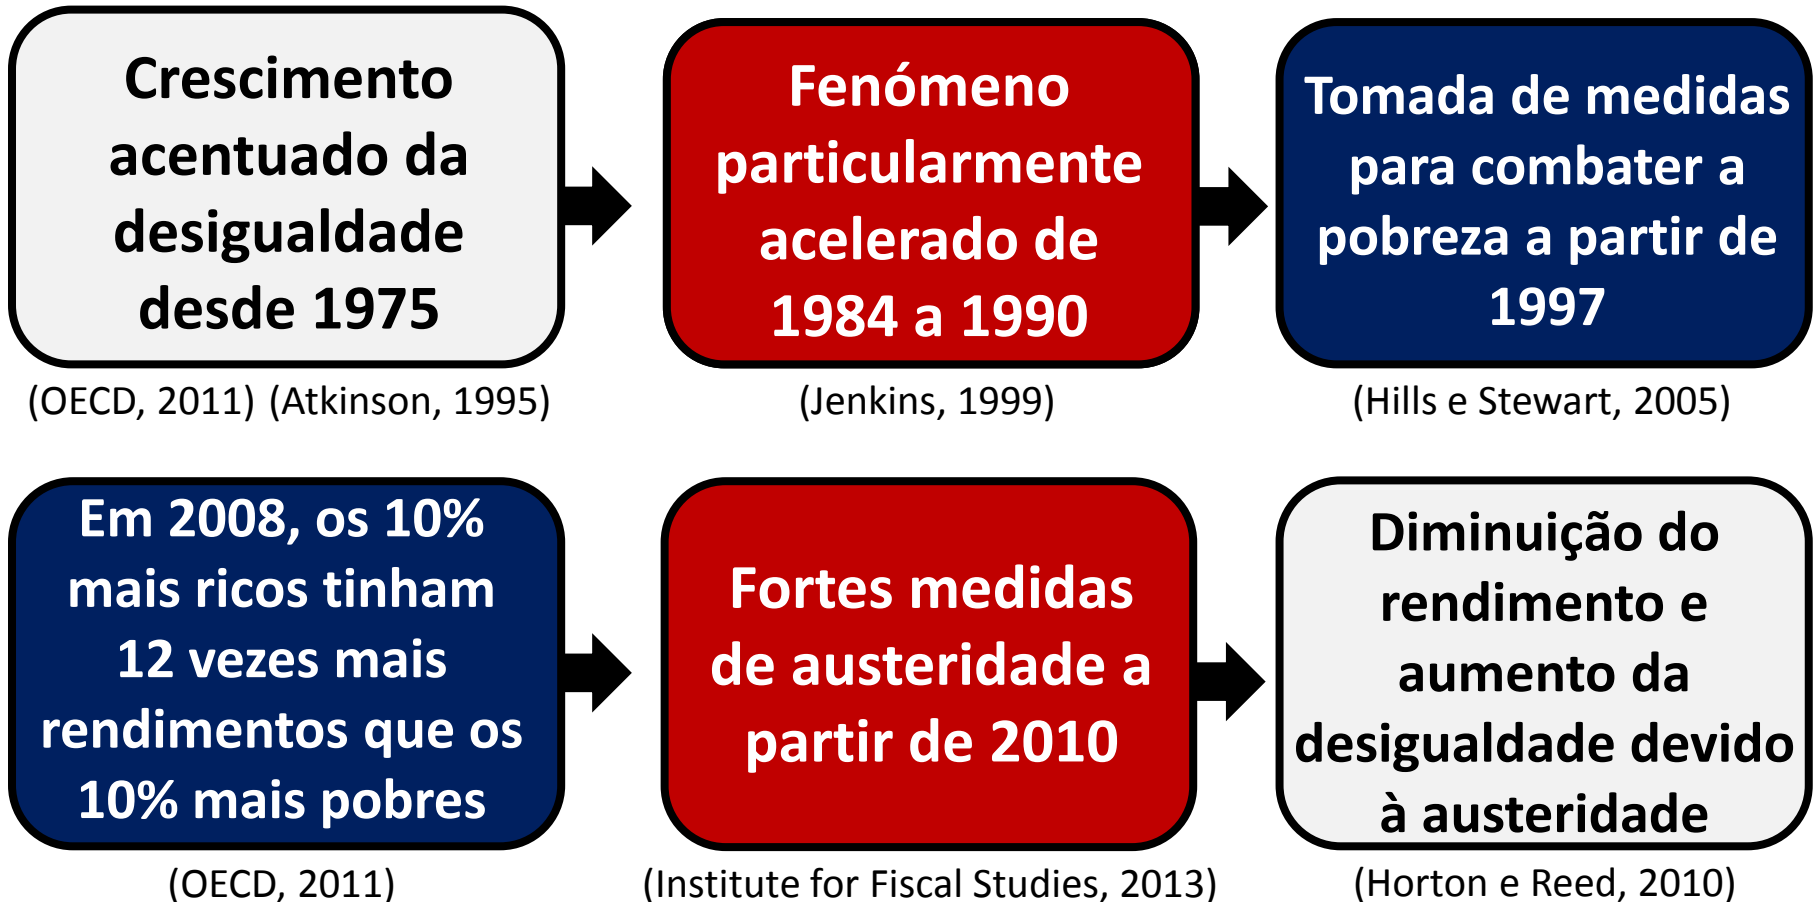 Crescimento
acentuado da
desigualdade
desde 1975
(OECD, 2011) (Atkinson, 1995)
Fenómeno
particularmente
acelerado de
1984 a 1990
(Jenkins, 1999)
Tomada de medidas
para combater a
pobreza a partir de
1997
(Hills e Stewart, 2005)
Em 2008, os 10%
mais ricos tinham
12 vezes mais
rendimentos que os
10% mais pobres
(OECD, 2011)
Fortes medidas
de austeridade a
partir de 2010
(Institute for Fiscal Studies, 2013)
Diminuição do
rendimento e
aumento da
desigualdade devido
à austeridade
(Horton e Reed, 2010)